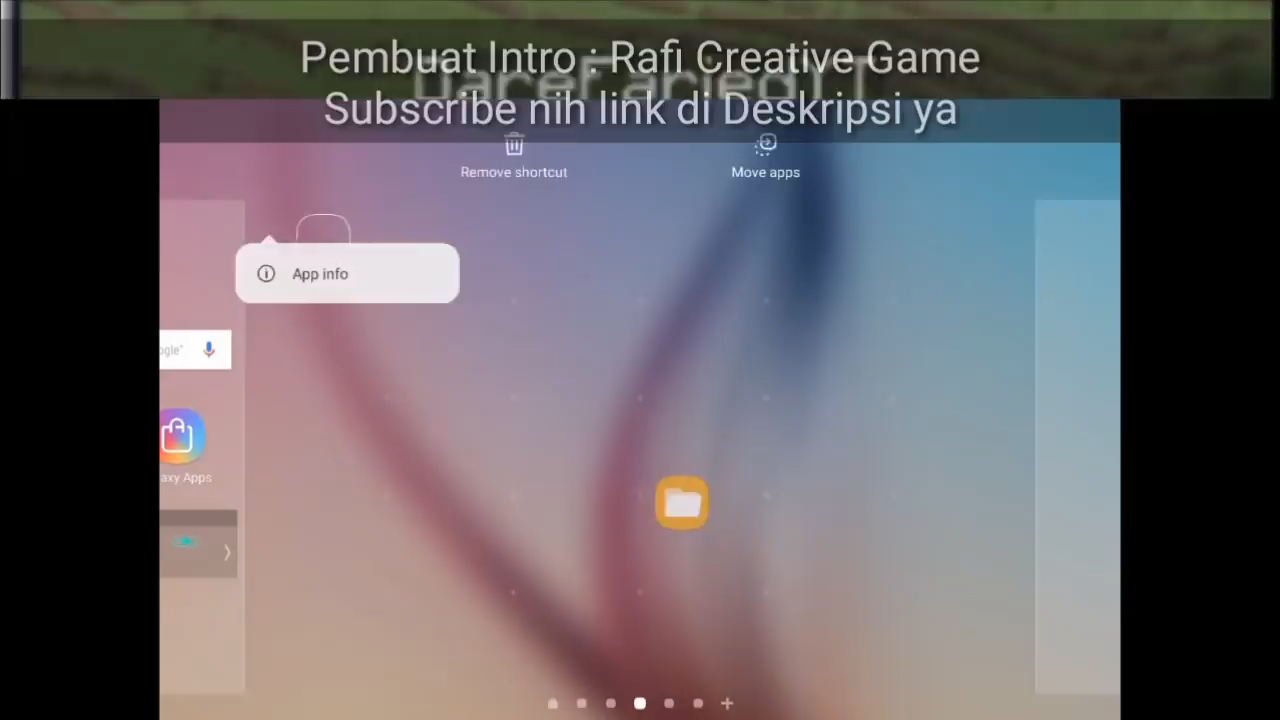 Pembuat Intro : Rafi Creative Game
Subscribe nih link di Deskripsi ya
Remove shortcut
Move apps
App info
ogle"
axy Apps